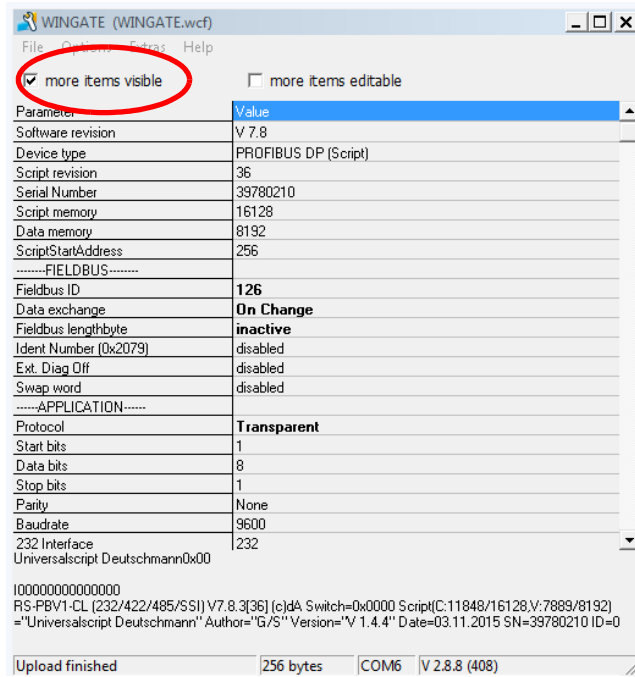 WINGATE (WINGATE.wcf)
File Options Extras Help
more items visible more items editable
Parameter Value
Software revision V 7.8
Device type PROFIBUS DP (Script)
Script revision 36
Serial Number 39780210
Script memory 16128
Data memory 8192
ScriptStartAddress 256
--------FIELDBUS--------
Fieldbus ID 126
Data exchange On Change
Fieldbus lengthbyte inactive
Ident Number (0x2079) disabled
Ext. Diag Off disabled
Swap word disabled
------APPLICATION------
Protocol Transparent
Start bits 1
Data bits 8
Stop bits 1
Parity None
Baudrate 9600
232 Interface 232
Universalscript Deutschmann0x00
I00000000000000
RS-PBV1-CL (232/422/485/SSI) V7.8.3[36] (c)dA Switch=0x0000 Script(C:11848/16128,V:7889/8192)
="Universalscript Deutschmann" Author="G/S" Version="V 1.4.4" Date=03.11.2015 SN=39780210 ID=0
Upload finished 256 bytes COM6 V 2.8.8 (408)